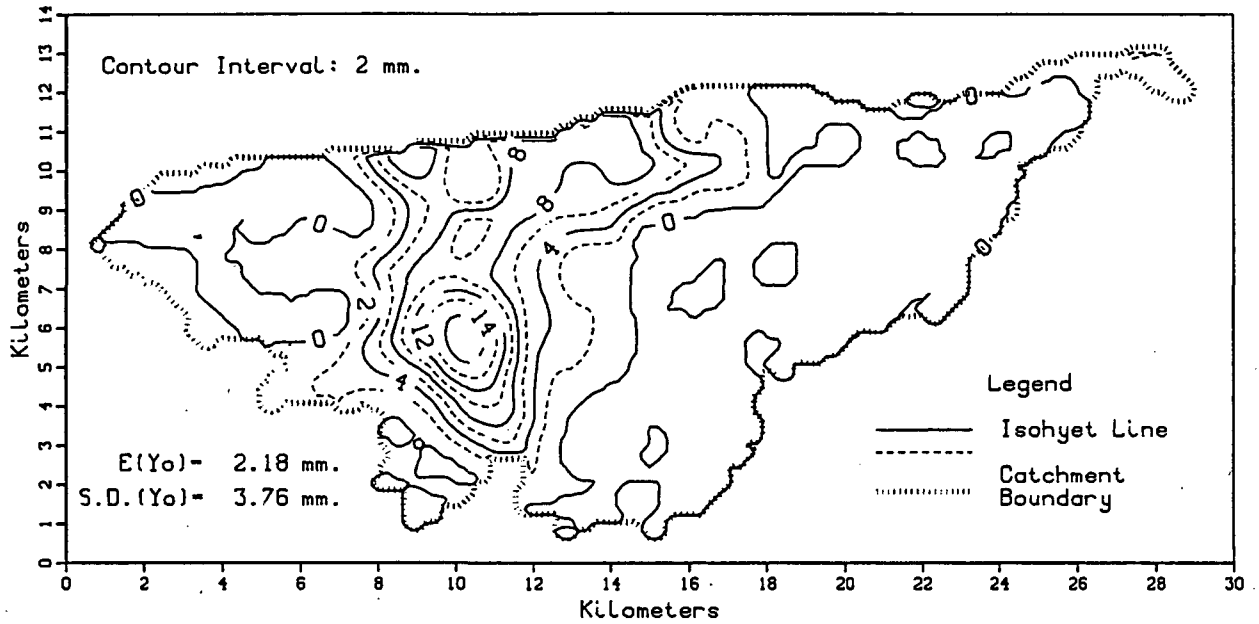 Contour Interval: 2 mm.
14
13
12
11
10
9
8
7
6
5
4
3
2
1
0
Kilometers
0
0
0
0
8
8
0
0
0
4
2
12
14
4
E(Yo)- 2.18 mm.
S.D.(Yo)- 3.76 mm.
Legend
Isohyet Line
Catchment
Boundary
0 2 4 6 8 10 12 14 16 18 20 22 24 26 28 30
Kilometers